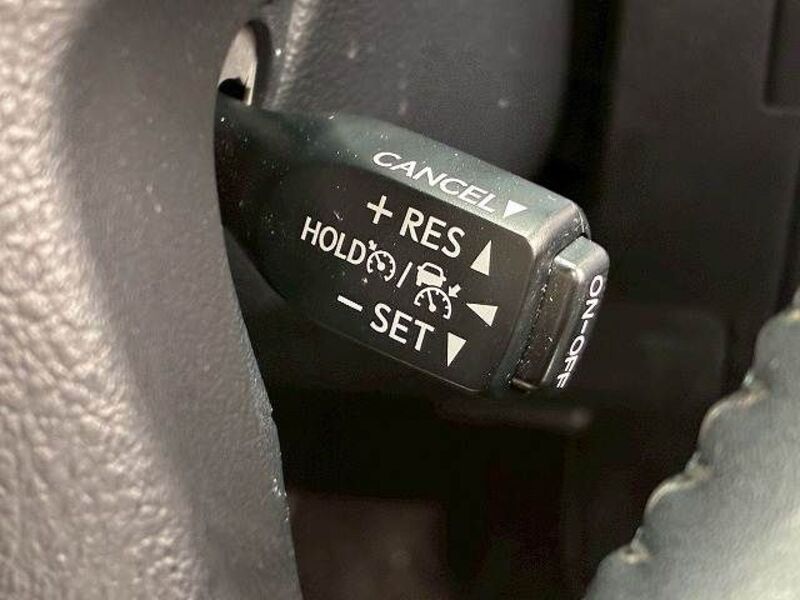 CANCEL
+ RES
HOLD /
– SET
ON-OFF